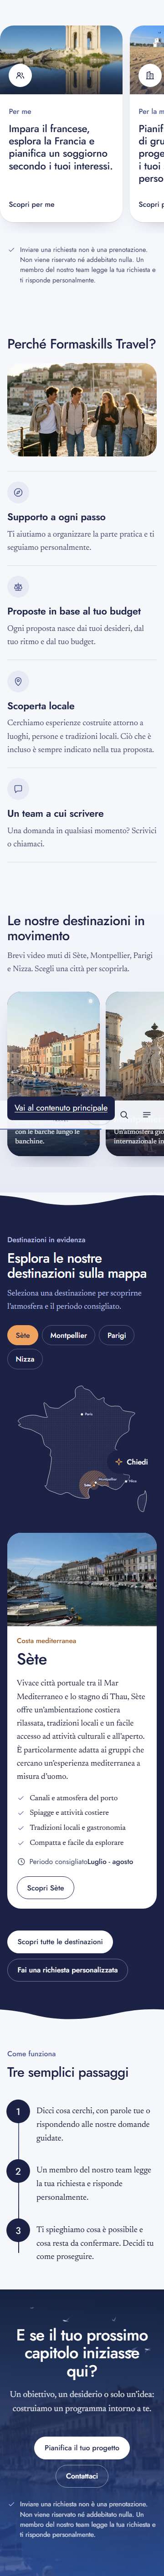 Per me
Impara il francese,
esplora la Francia e
pianifica un soggiorno
secondo i tuoi interessi.
Scopri per me
Per la m
Pianif
di gru
proge
i tuoi
perso
Scopri p
Inviare una richiesta non è una prenotazione.
Non viene riservato né addebitato nulla. Un
membro del nostro team legge la tua richiesta e
ti risponde personalmente.
Perché Formaskills Travel?
Supporto a ogni passo
Ti aiutiamo a organizzare la parte pratica e ti
seguiamo personalmente.
Proposte in base al tuo budget
Ogni proposta nasce dai tuoi desideri, dal
tuo ritmo e dal tuo budget.
Scoperta locale
Cerchiamo esperienze costruite attorno a
luoghi, persone e tradizioni locali. Ciò che è
incluso è sempre indicato nella tua proposta.
Un team a cui scrivere
Una domanda in qualsiasi momento? Scrivici
o chiamaci.
Le nostre destinazioni in
movimento
Brevi video muti di Sète, Montpellier, Parigi
e Nizza. Scegli una città per scoprirla.
Vai al contenuto principale
con le barche lungo le
banchine.
Un'atmosfera gio
internazionale in
Destinazioni in evidenza
Esplora le nostre
destinazioni sulla mappa
Seleziona una destinazione per scoprirne
l'atmosfera e il periodo consigliato.
Sète
Montpellier
Parigi
Nizza
Paris
Chiedi
Montpellier
Nice
Costa mediterranea
Sète
Vivace città portuale tra il Mar
Mediterraneo e lo stagno di Thau, Sète
offre un'ambientazione costiera
rilassata, tradizioni locali e un facile
accesso ad attività culturali e all'aperto.
È particolarmente adatta ai gruppi che
cercano un'esperienza mediterranea a
misura d'uomo.
Canali e atmosfera del porto
Spiagge e attività costiere
Tradizioni locali e gastronomia
Compatta e facile da esplorare
Periodo consigliatoLuglio - agosto
Scopri Sète
Scopri tutte le destinazioni
Fai una richiesta personalizzata
Come funziona
Tre semplici passaggi
1
Dicci cosa cerchi, con parole tue o
rispondendo alle nostre domande
guidate.
2
Un membro del nostro team legge
la tua richiesta e risponde
personalmente.
3
Ti spieghiamo cosa è possibile e
cosa resta da confermare. Decidi tu
come proseguire.
E se il tuo prossimo
capitolo iniziasse
qui?
Un obiettivo, un desiderio o solo un'idea:
costruiamo un programma intorno a te.
Pianifica il tuo progetto
Contattaci
Inviare una richiesta non è una prenotazione.
Non viene riservato né addebitato nulla. Un
membro del nostro team legge la tua richiesta e
ti risponde personalmente.